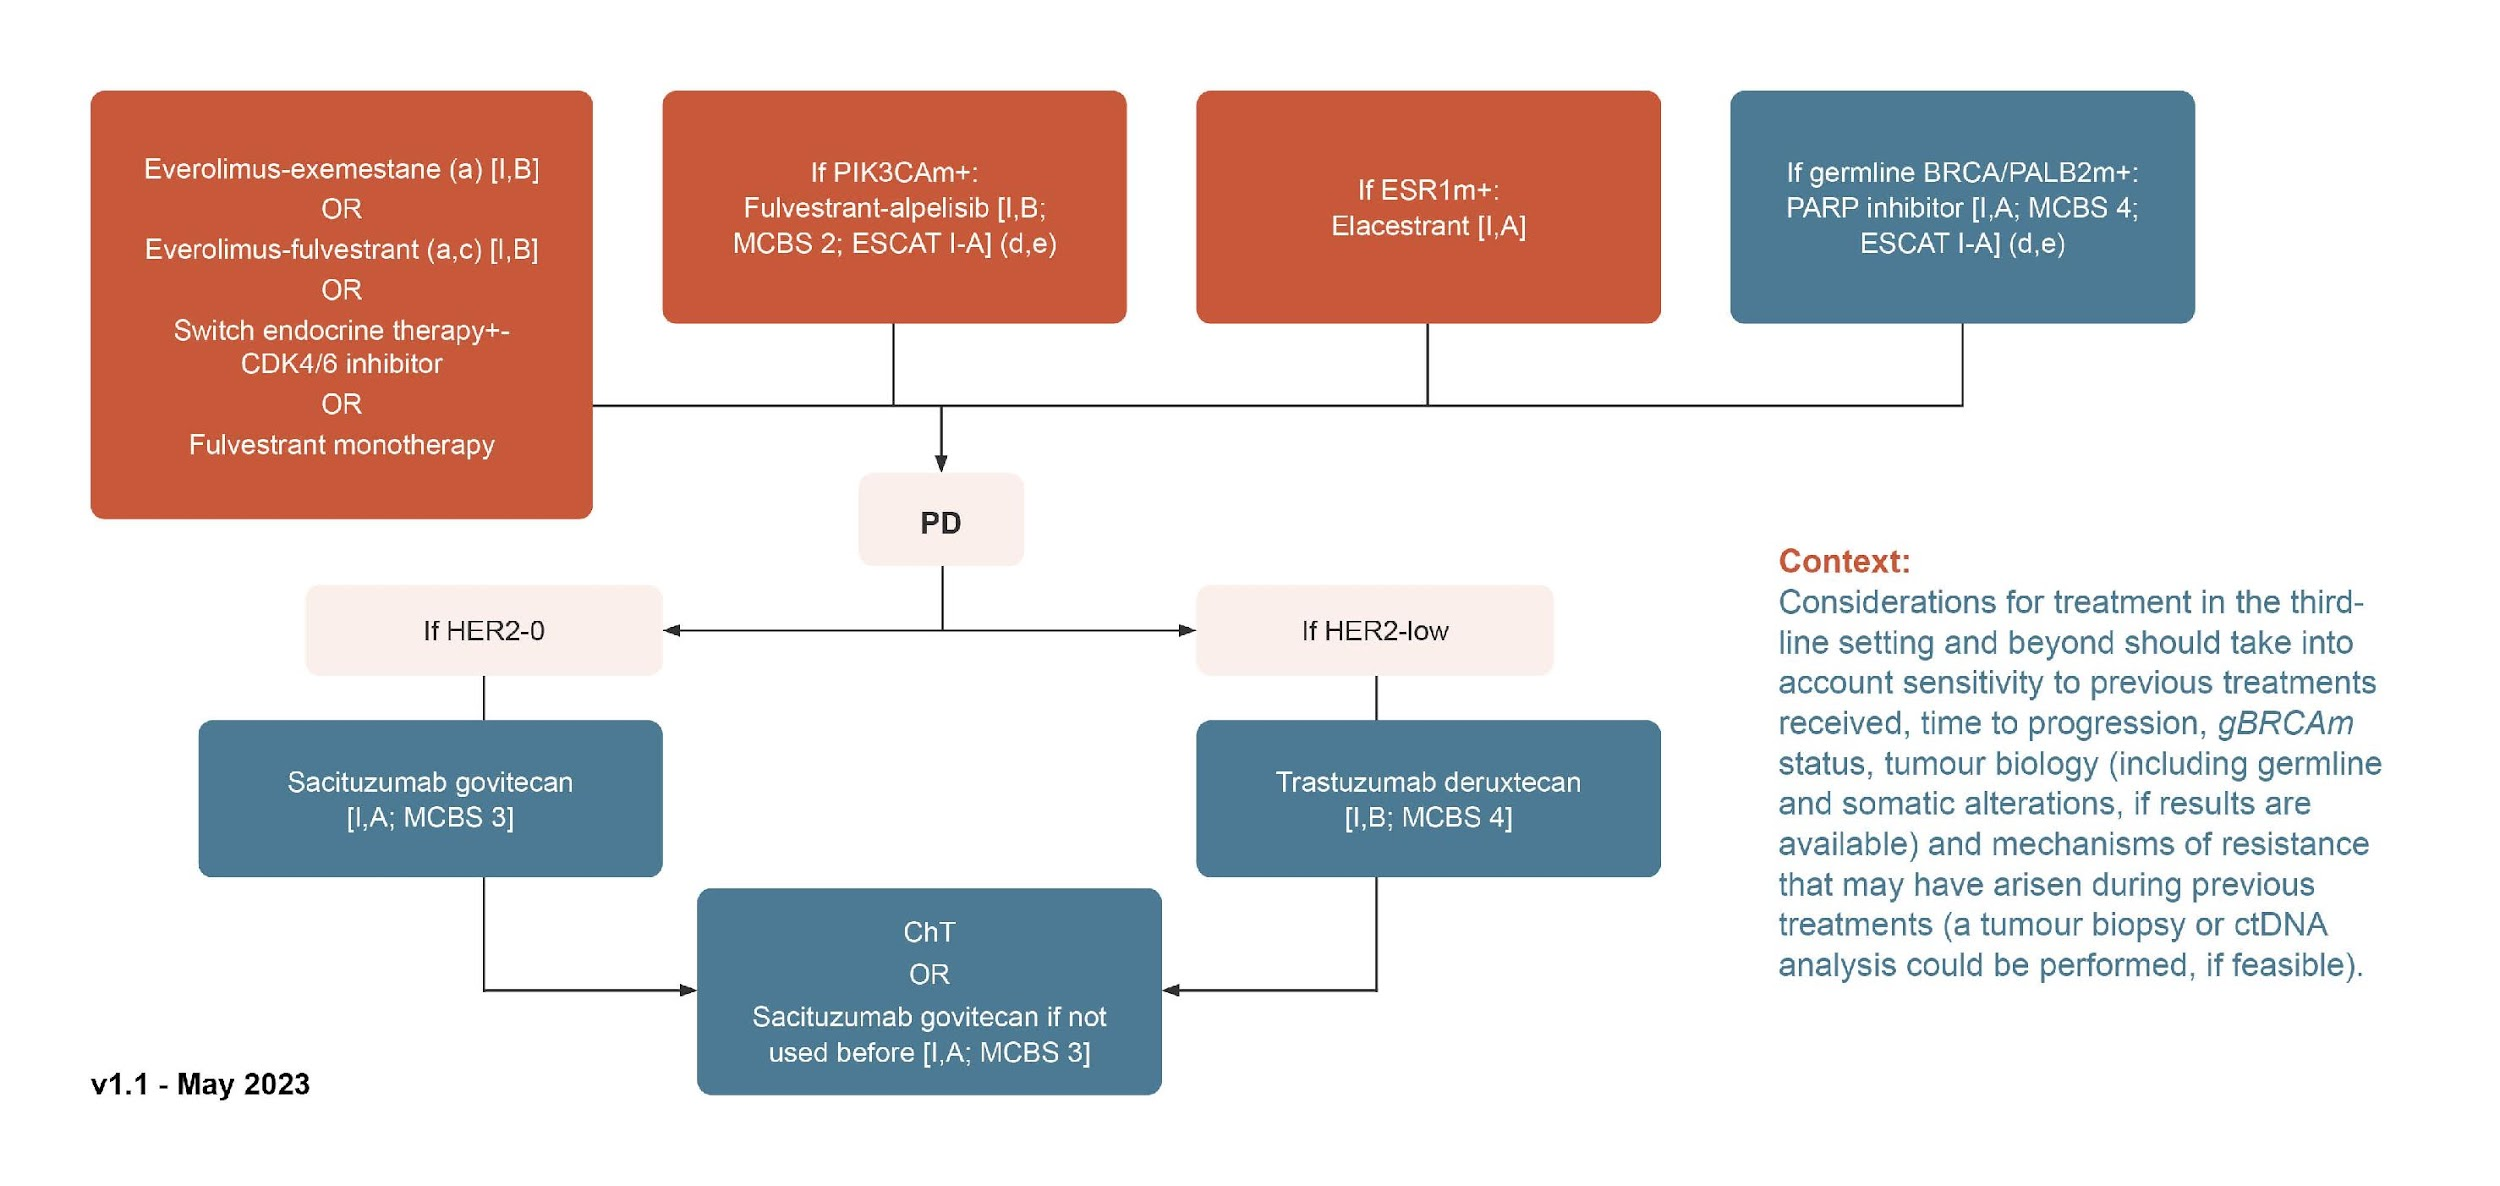 Everolimus-exemestane (a) [I,B]
OR
Everolimus-fulvestrant (a,c) [I,B]
OR
Switch endocrine therapy+-
CDK4/6 inhibitor
OR
Fulvestrant monotherapy
If PIK3CAm+:
Fulvestrant-alpelisib [I,B;
MCBS 2; ESCAT I-A] (d,e)
If ESR1m+:
Elacestrant [I,A]
If germline BRCA/PALB2m+:
PARP inhibitor [I,A; MCBS 4;
ESCAT I-A] (d,e)
PD
If HER2-0
If HER2-low
Sacituzumab govitecan
[I,A; MCBS 3]
Trastuzumab deruxtecan
[I,B; MCBS 4]
ChT
OR
Sacituzumab govitecan if not
used before [I,A; MCBS 3]
Context:
Considerations for treatment in the third-
line setting and beyond should take into
account sensitivity to previous treatments
received, time to progression, gBRCAm
status, tumour biology (including germline
and somatic alterations, if results are
available) and mechanisms of resistance
that may have arisen during previous
treatments (a tumour biopsy or ctDNA
analysis could be performed, if feasible).
v1.1 - May 2023